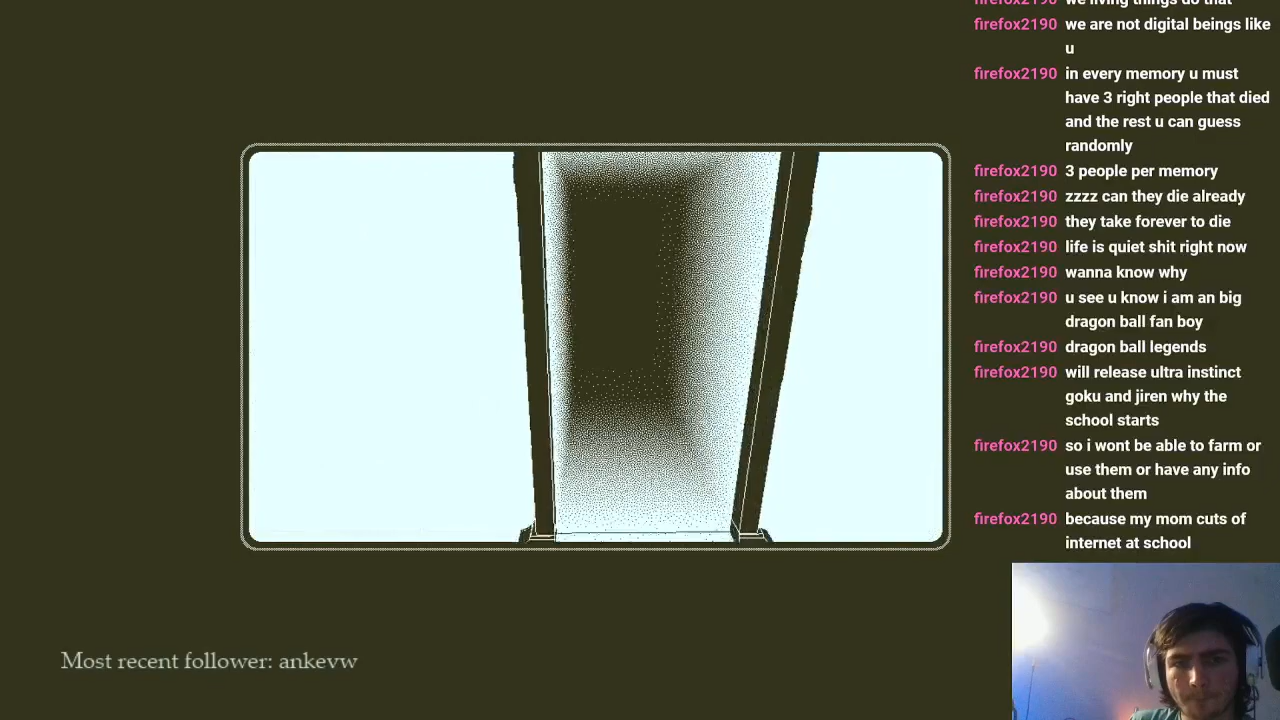 firefox2190 we are not digital beings like
u
firefox2190 in every memory u must
have 3 right people that died
and the rest u can guess
randomly
firefox2190 3 people per memory
firefox2190 zzzz can they die already
firefox2190 they take forever to die
firefox2190 life is quiet shit right now
firefox2190 wanna know why
firefox2190 u see u know i am an big
dragon ball fan boy
firefox2190 dragon ball legends
firefox2190 will release ultra instinct
goku and jiren why the
school starts
firefox2190 so i wont be able to farm or
use them or have any info
about them
firefox2190 because my mom cuts of
internet at school
Most recent follower: ankevw